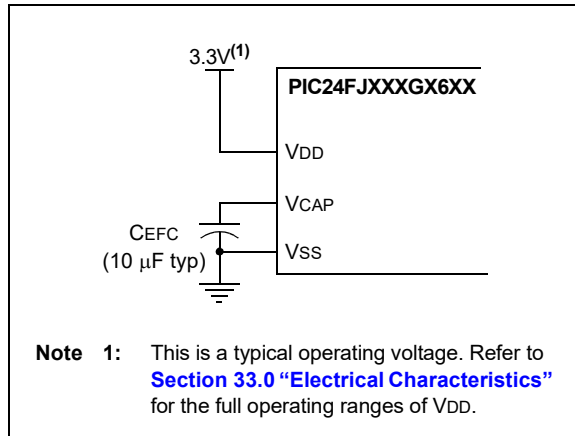 3.3V(1)
PIC24FJXXXGX6XX
VDD
VCAP
CEFC
(10 μF typ)
VSS
Note 1: This is a typical operating voltage. Refer to
Section 33.0 “Electrical Characteristics”
for the full operating ranges of VDD.